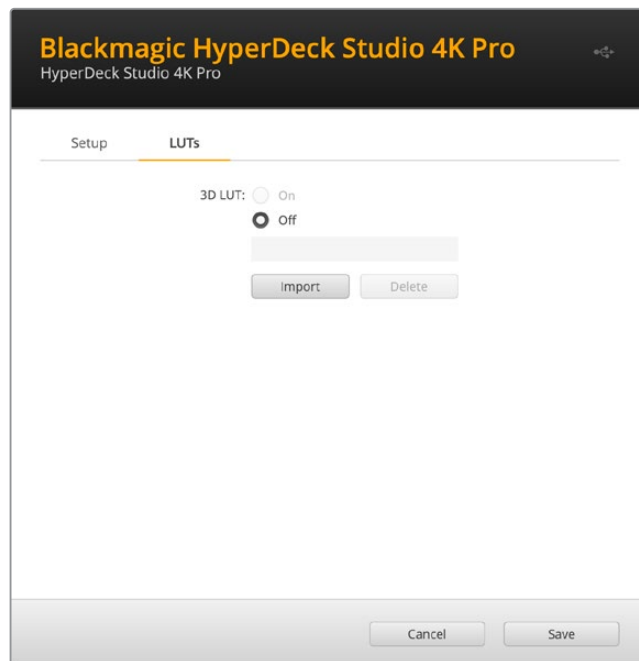 Blackmagic HyperDeck Studio 4K Pro
HyperDeck Studio 4K Pro
Setup LUTs
3D LUT: On
Off
Import Delete
Cancel Save